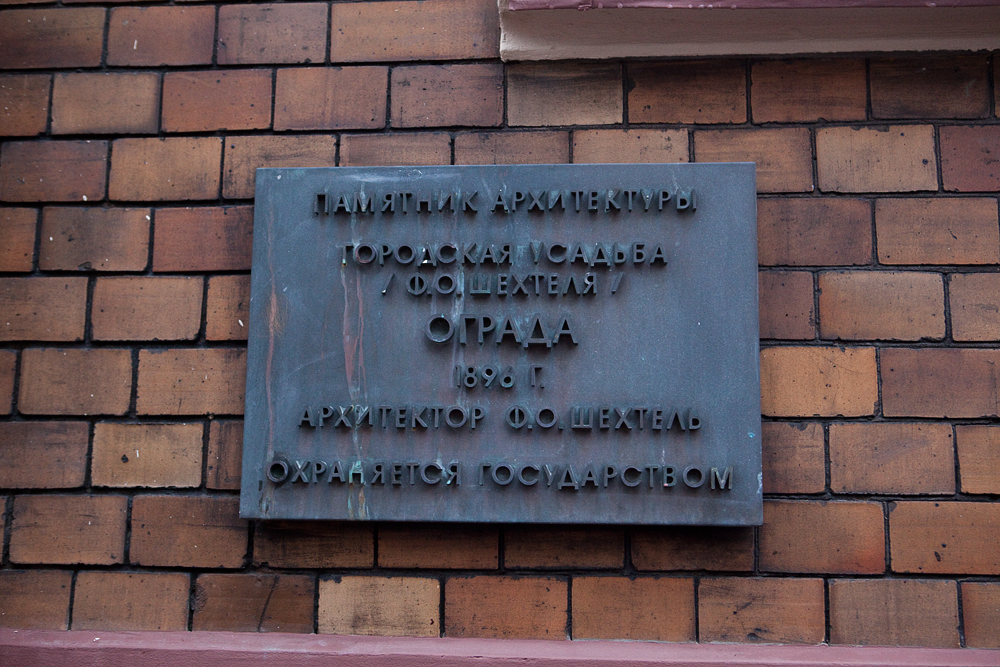 ПАМЯТНИК АРХИТЕКТУРЫ
ГОРОДСКАЯ УСАДЬБА
/ Ф.О. ШЕХТЕЛЯ /
ОГРАДА
1896 Г.
АРХИТЕКТОР Ф.О. ШЕХТЕЛЬ
ОХРАНЯЕТСЯ ГОСУДАРСТВОМ